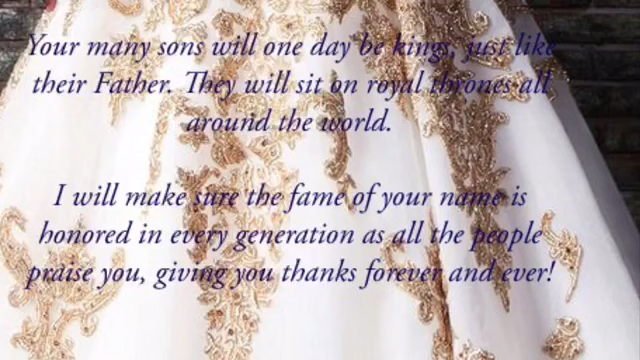 Your many sons will one day be kings, just like
their Father. They will sit on royal thrones all
around the world.
I will make sure the fame of your name is
honored in every generation as all the people
praise you, giving you thanks forever and ever!